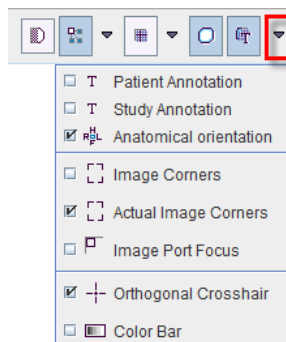 T Patient Annotation
T Study Annotation
R H F L Anatomical orientation
Image Corners
Actual Image Corners
Image Port Focus
Orthogonal Crosshair
Color Bar